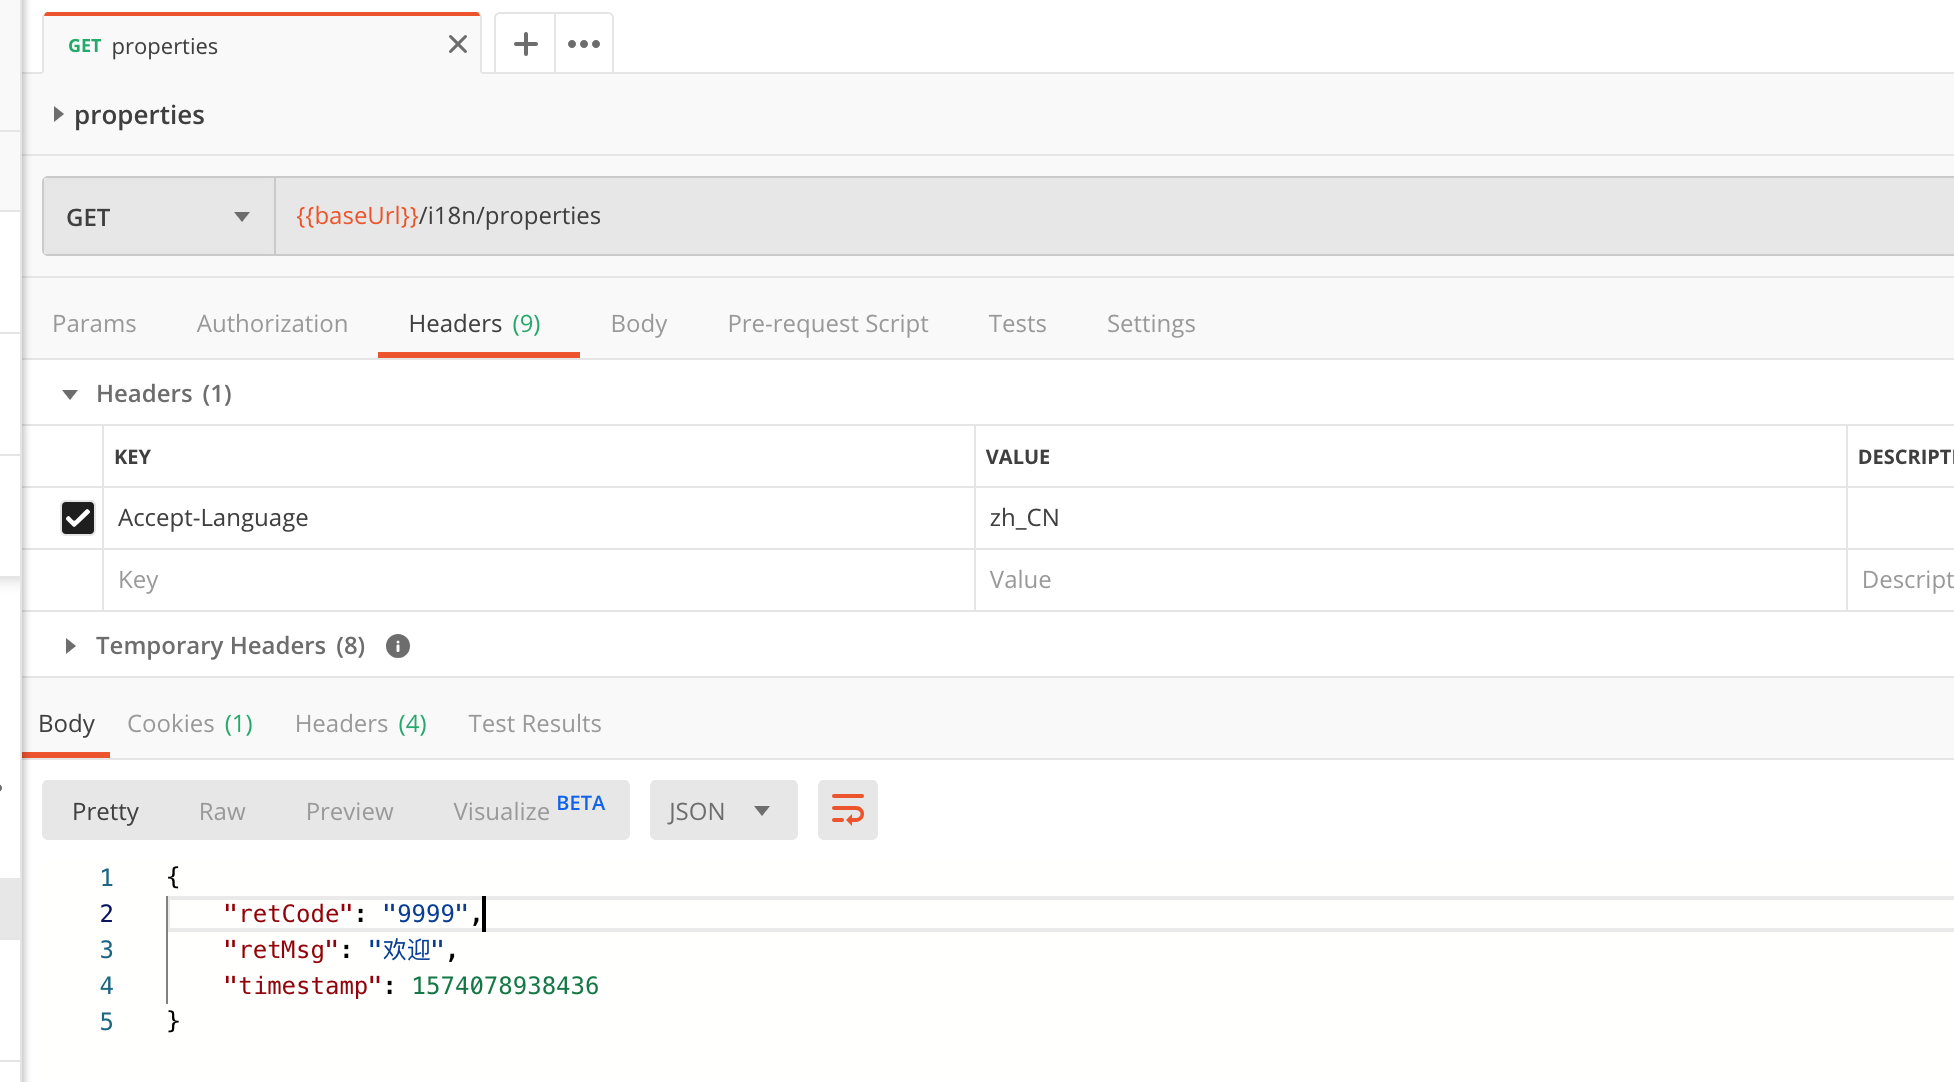 GET properties
properties
GET {{baseUrl}}/i18n/properties
Params Authorization Headers (9) Body Pre-request Script Tests Settings
Headers (1)
KEY VALUE DESCRIPTI
Accept-Language zh_CN
Key Value Descript
Temporary Headers (8)
Body Cookies (1) Headers (4) Test Results
Pretty Raw Preview Visualize BETA JSON
1 {
2 "retCode": "9999",
3 "retMsg": "欢迎",
4 "timestamp": 1574078938436
5 }